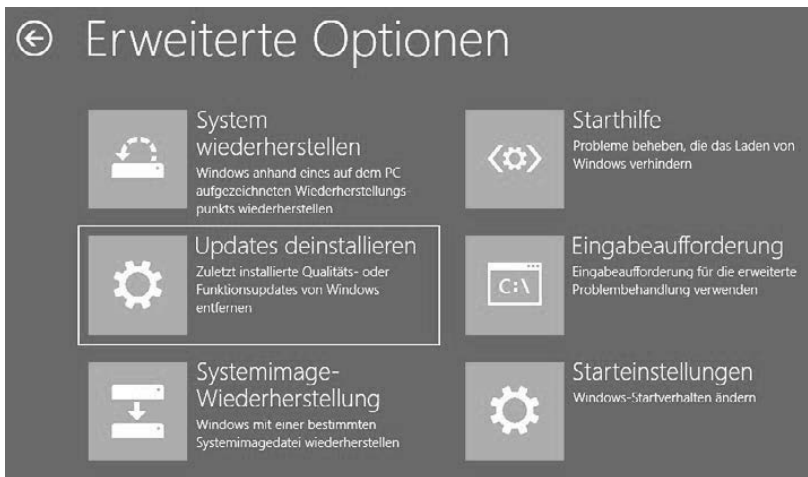 Erweiterte Optionen
System
wiederherstellen
Windows anhand eines auf dem PC
aufgezeichneten Wiederherstellungs
punkts wiederherstellen
Updates deinstallieren
Zuletzt installierte Qualitäts- oder
Funktionsupdates von Windows
entfernen
Systemimage-
Wiederherstellung
Windows mit einer bestimmten
Systemimagedatei wiederherstellen
Starthilfe
Probleme beheben, die das Laden von
Windows verhindern
C:\
Eingabeaufforderung
Eingabeaufforderung für die erweiterte
Problembehandlung verwenden
Starteinstellungen
Windows-Startverhalten ändern